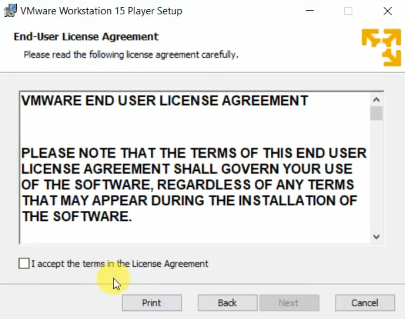 VMware Workstation 15 Player Setup
End-User License Agreement
Please read the following license agreement carefully.
VMWARE END USER LICENSE AGREEMENT
PLEASE NOTE THAT THE TERMS OF THIS END USER
LICENSE AGREEMENT SHALL GOVERN YOUR USE
OF THE SOFTWARE, REGARDLESS OF ANY TERMS
THAT MAY APPEAR DURING THE INSTALLATION OF
THE SOFTWARE.
I accept the terms in the License Agreement
Print Back Next Cancel